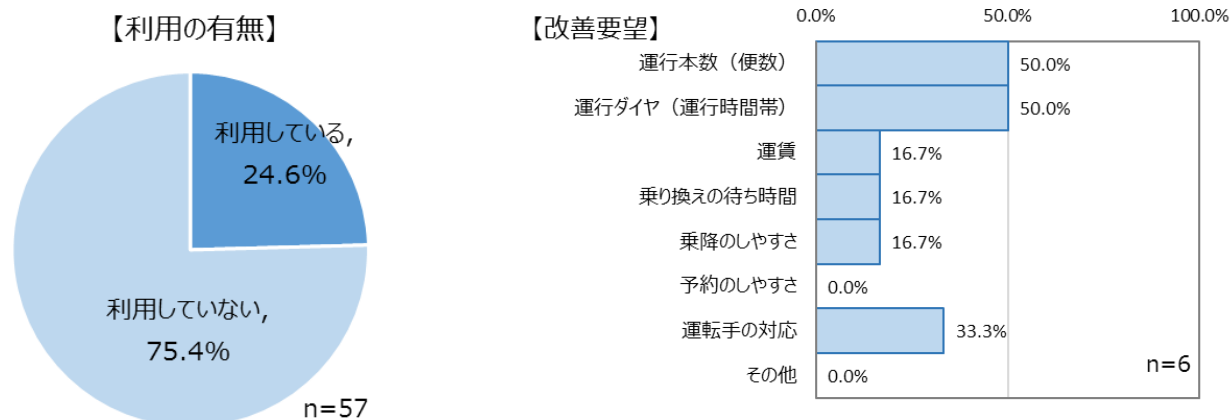 【利用の有無】
利用している,
24.6%
利用していない,
75.4%
n=57
【改善要望】
0.0% 50.0% 100.0%
運行本数（便数） 50.0%
運行ダイヤ（運行時間帯） 50.0%
運賃 16.7%
乗り換えの待ち時間 16.7%
乗降のしやすさ 16.7%
予約のしやすさ 0.0%
運転手の対応 33.3%
その他 0.0%
n=6